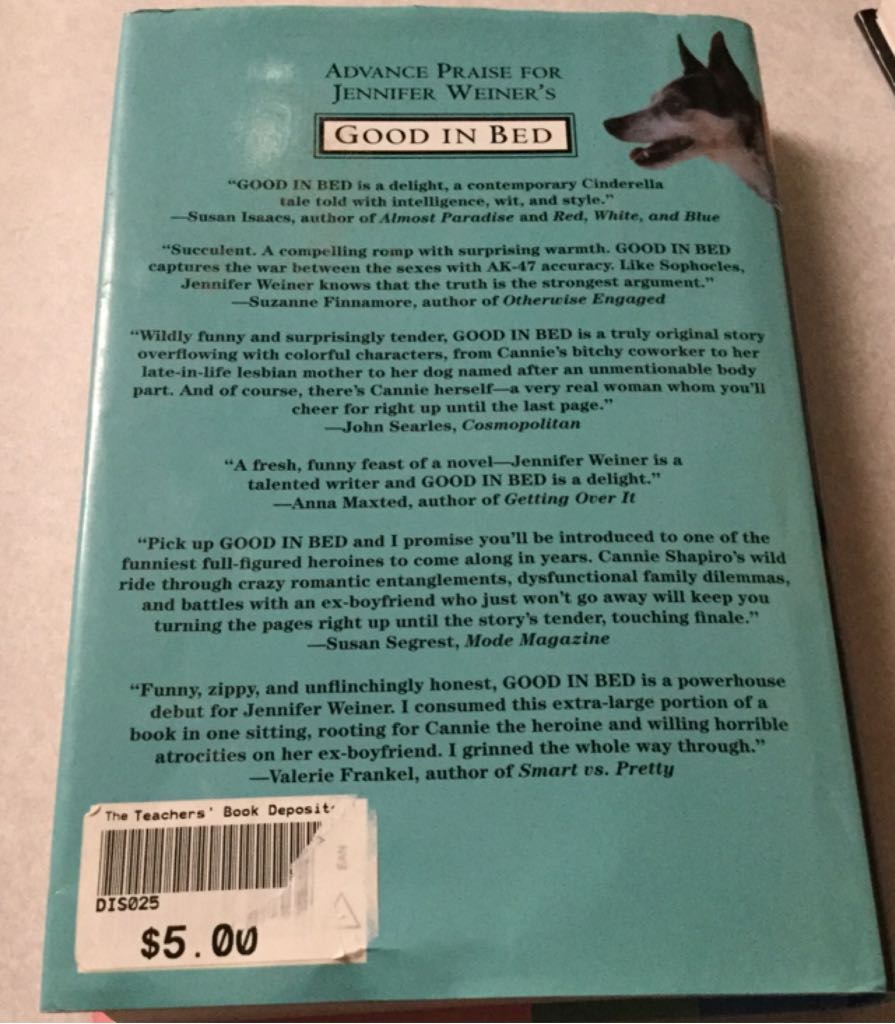 ADVANCE PRAISE FOR
JENNIFER WEINER'S
GOOD IN BED
“GOOD IN BED is a delight, a contemporary Cinderella
tale told with intelligence, wit, and style.”
—Susan Isaacs, author of Almost Paradise and Red, White, and Blue
“Succulent. A compelling romp with surprising warmth. GOOD IN BED
captures the war between the sexes with AK-47 accuracy. Like Sophocles,
Jennifer Weiner knows that the truth is the strongest argument.”
—Suzanne Finnamore, author of Otherwise Engaged
“Wildly funny and surprisingly tender, GOOD IN BED is a truly original story
overflowing with colorful characters, from Cannie's bitchy coworker to her
late-in-life lesbian mother to her dog named after an unmentionable body
part. And of course, there's Cannie herself—a very real woman whom you'll
cheer for right up until the last page.”
—John Searles, Cosmopolitan
“A fresh, funny feast of a novel—Jennifer Weiner is a
talented writer and GOOD IN BED is a delight.”
—Anna Maxted, author of Getting Over It
“Pick up GOOD IN BED and I promise you'll be introduced to one of the
funniest full-figured heroines to come along in years. Cannie Shapiro's wild
ride through crazy romantic entanglements, dysfunctional family dilemmas,
and battles with an ex-boyfriend who just won't go away will keep you
turning the pages right up until the story's tender, touching finale.”
—Susan Segrest, Mode Magazine
“Funny, zippy, and unflinchingly honest, GOOD IN BED is a powerhouse
debut for Jennifer Weiner. I consumed this extra-large portion of a
book in one sitting, rooting for Cannie the heroine and willing horrible
atrocities on her ex-boyfriend. I grinned the whole way through.”
—Valerie Frankel, author of Smart vs. Pretty
The Teachers' Book Deposit
EAN
DIS025
$5.00